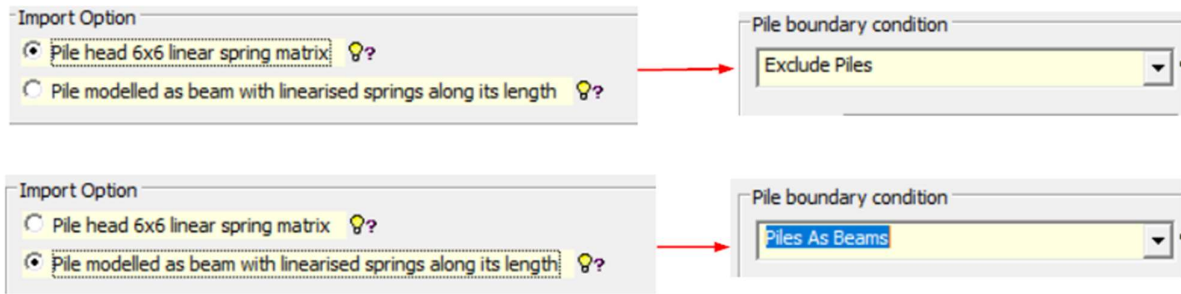 Import Option
Pile head 6x6 linear spring matrix ?
Pile modelled as beam with linearised springs along its length ?
Pile boundary condition
Exclude Piles
Import Option
Pile head 6x6 linear spring matrix ?
Pile modelled as beam with linearised springs along its length ?
Pile boundary condition
Piles As Beams